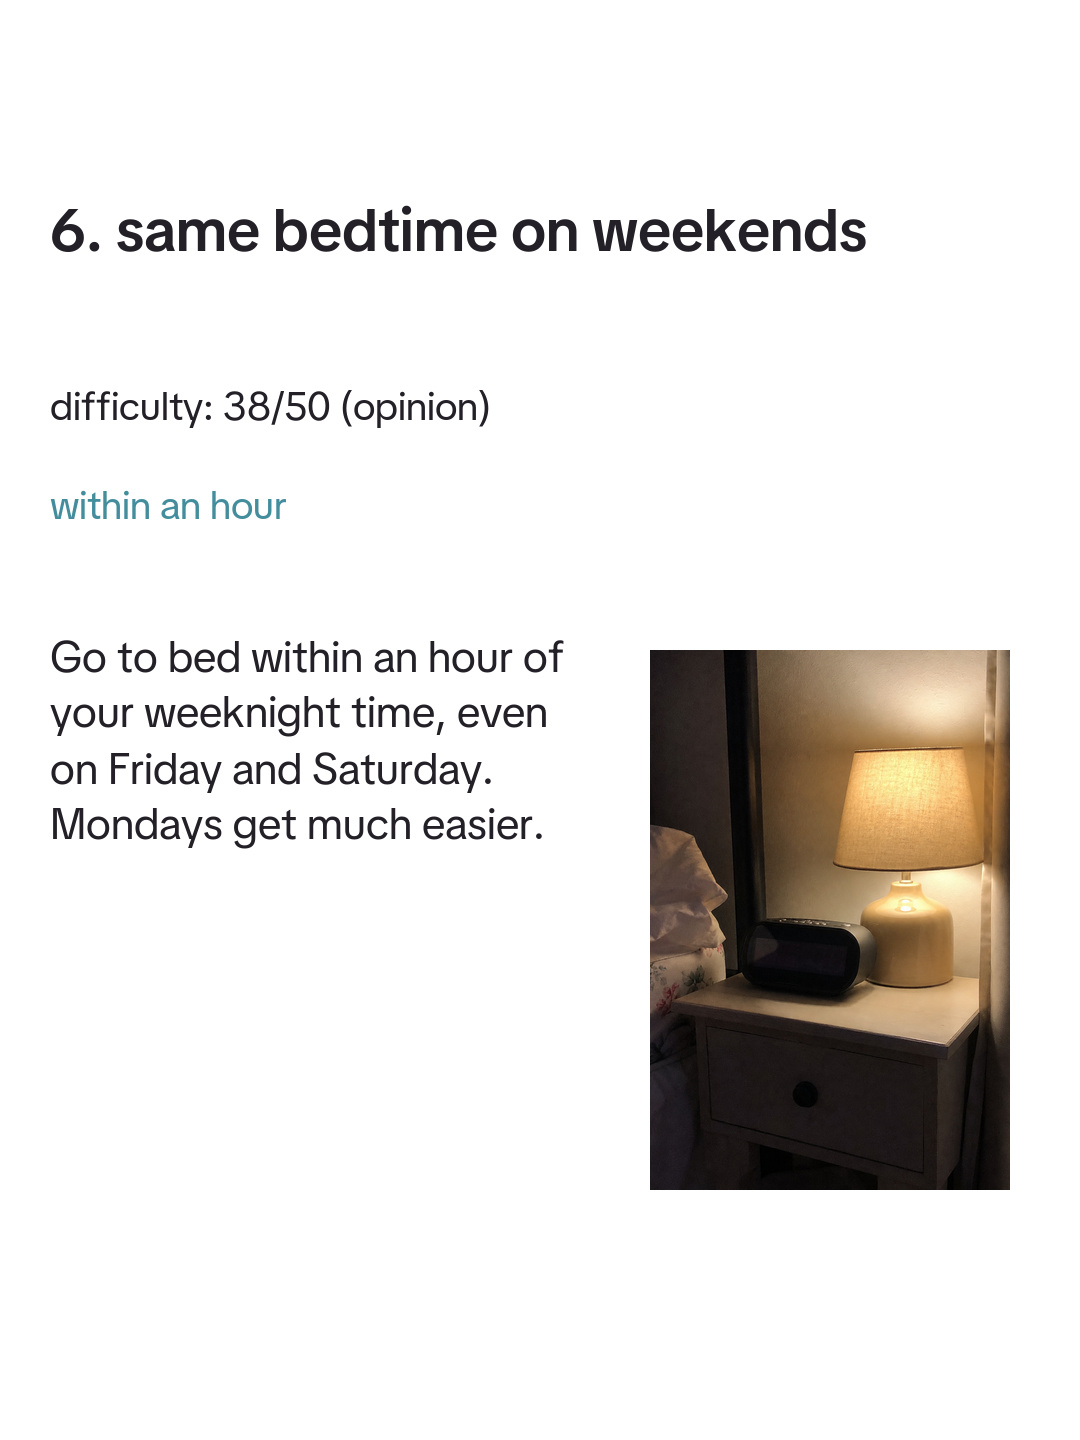 6. same bedtime on weekends
difficulty: 38/50 (opinion)
within an hour
Go to bed within an hour of
your weeknight time, even
on Friday and Saturday.
Mondays get much easier.